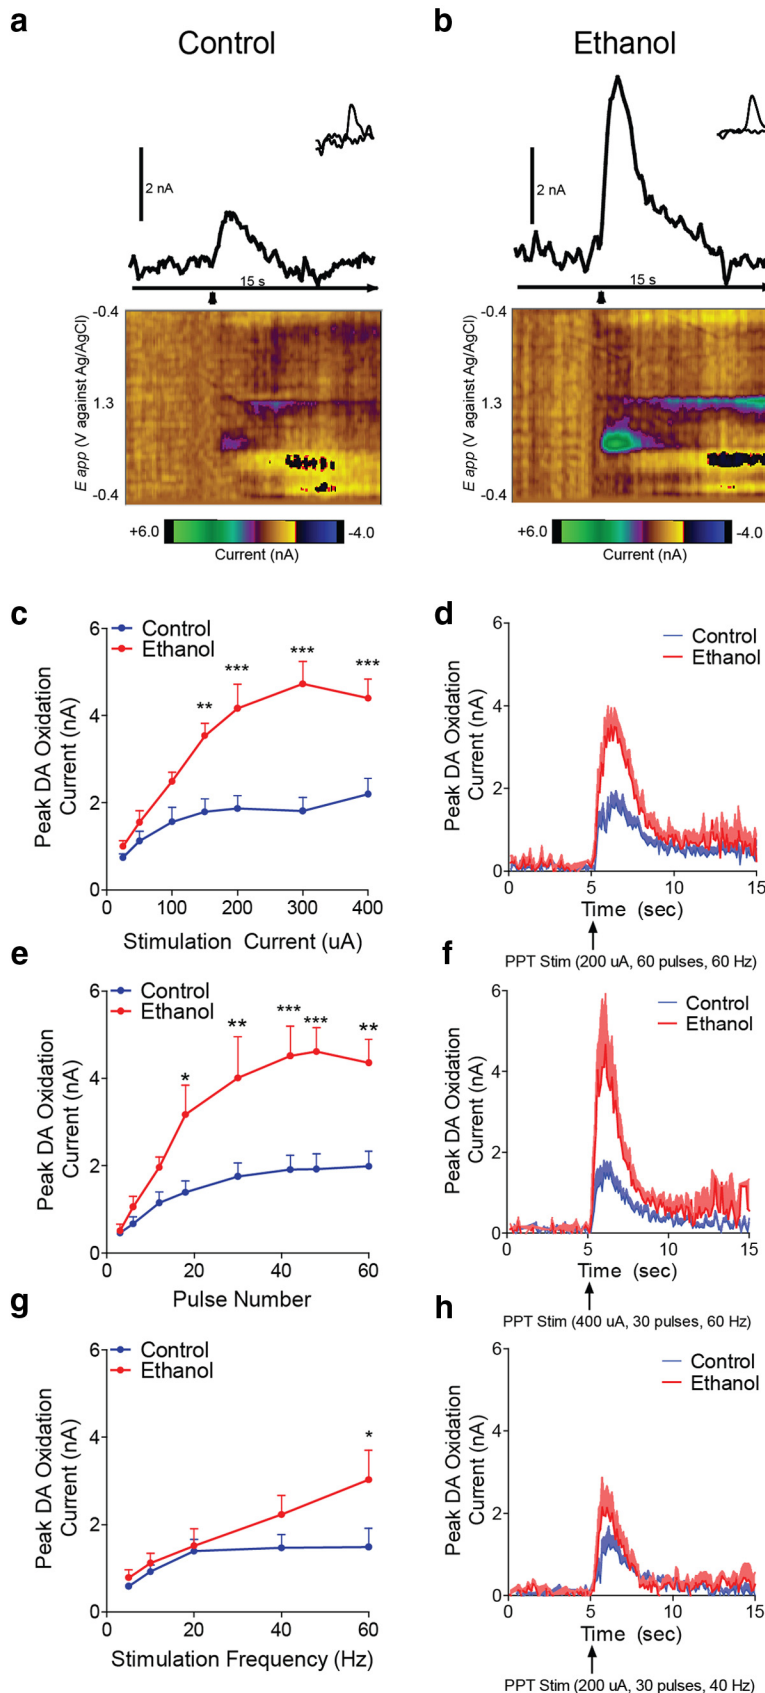 a
Control
2 nA
15 s
b
Ethanol
2 nA
15 s
E app (V against Ag/AgCl)
-0.4
1.3
-0.4
+6.0
-4.0
Current (nA)
E app (V against Ag/AgCl)
-0.4
1.3
-0.4
+6.0
-4.0
Current (nA)
c
Control
Ethanol
Peak DA Oxidation
Current (nA)
6
4
2
0
**
***
***
***
0 100 200 300 400
Stimulation Current (uA)
d
Control
Ethanol
Peak DA Oxidation
Current (nA)
6
4
2
0
0 5 10 15
Time (sec)
PPT Stim (200 uA, 60 pulses, 60 Hz)
e
Control
Ethanol
Peak DA Oxidation
Current (nA)
6
4
2
0
*
**
***
***
**
0 20 40 60
Pulse Number
f
Control
Ethanol
Peak DA Oxidation
Current (nA)
6
4
2
0
0 5 10 15
Time (sec)
PPT Stim (400 uA, 30 pulses, 60 Hz)
g
Control
Ethanol
Peak DA Oxidation
Current (nA)
6
4
2
0
*
0 20 40 60
Stimulation Frequency (Hz)
h
Control
Ethanol
Peak DA Oxidation
Current (nA)
6
4
2
0
0 5 10 15
Time (sec)
PPT Stim (200 uA, 30 pulses, 40 Hz)